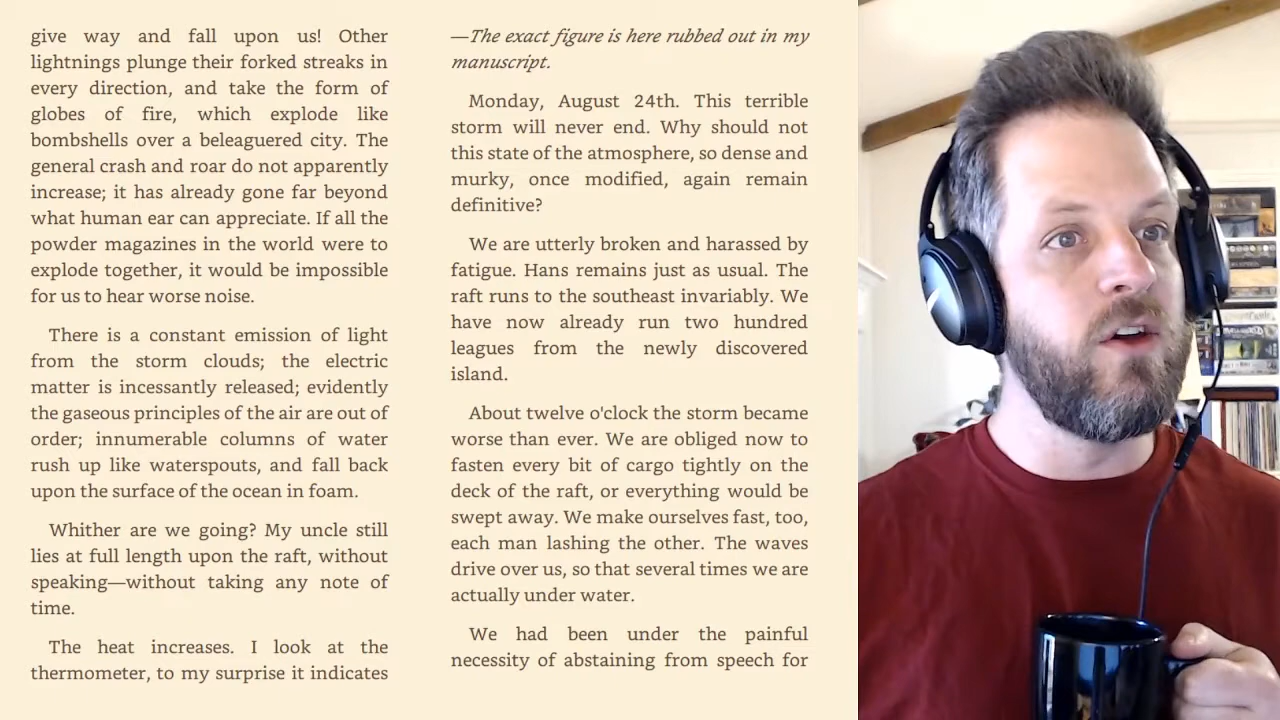 give way and fall upon us! Other
lightnings plunge their forked streaks in
every direction, and take the form of
globes of fire, which explode like
bombshells over a beleaguered city. The
general crash and roar do not apparently
increase; it has already gone far beyond
what human ear can appreciate. If all the
powder magazines in the world were to
explode together, it would be impossible
for us to hear worse noise.
There is a constant emission of light
from the storm clouds; the electric
matter is incessantly released; evidently
the gaseous principles of the air are out of
order; innumerable columns of water
rush up like waterspouts, and fall back
upon the surface of the ocean in foam.
Whither are we going? My uncle still
lies at full length upon the raft, without
speaking—without taking any note of
time.
The heat increases. I look at the
thermometer, to my surprise it indicates
—The exact figure is here rubbed out in my
manuscript.
Monday, August 24th. This terrible
storm will never end. Why should not
this state of the atmosphere, so dense and
murky, once modified, again remain
definitive?
We are utterly broken and harassed by
fatigue. Hans remains just as usual. The
raft runs to the southeast invariably. We
have now already run two hundred
leagues from the newly discovered
island.
About twelve o'clock the storm became
worse than ever. We are obliged now to
fasten every bit of cargo tightly on the
deck of the raft, or everything would be
swept away. We make ourselves fast, too,
each man lashing the other. The waves
drive over us, so that several times we are
actually under water.
We had been under the painful
necessity of abstaining from speech for